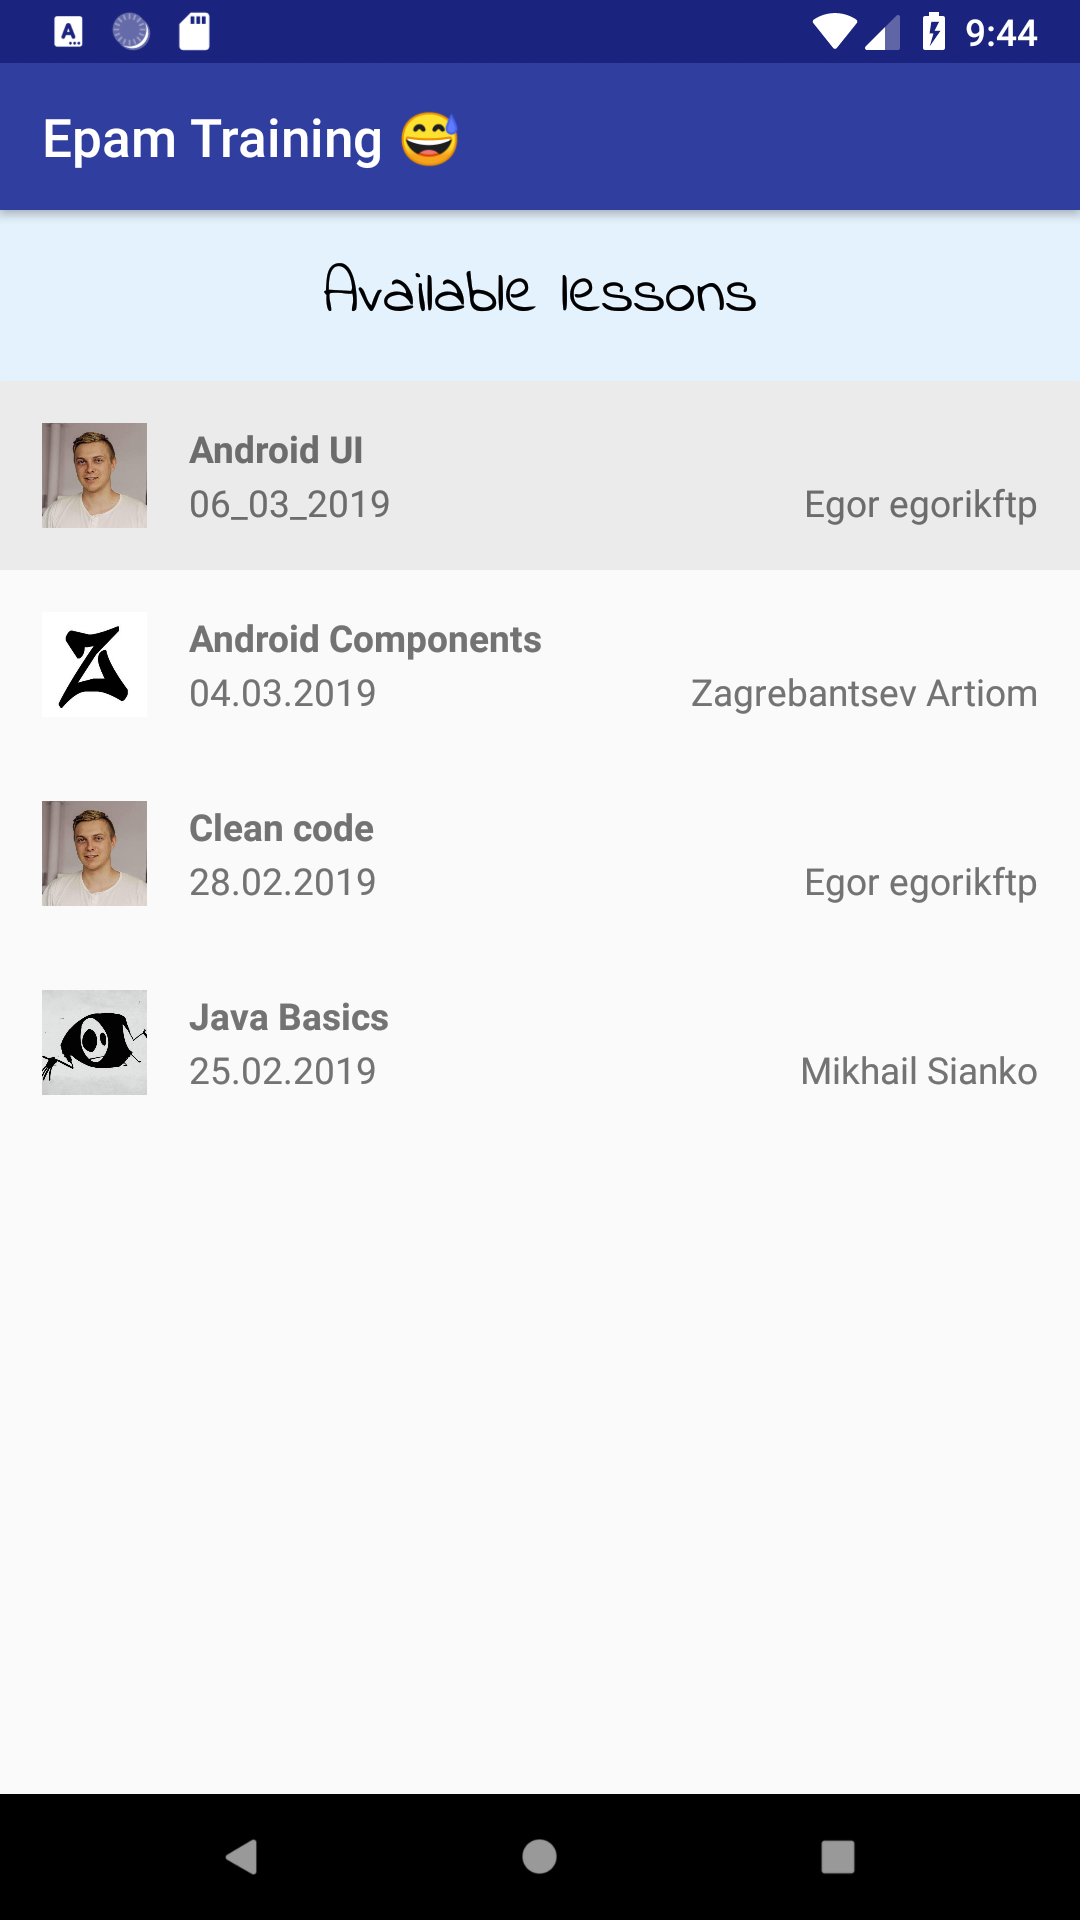 9:44
Epam Training 😅
Available lessons
Android UI
06_03_2019 Egor egorikftp
Android Components
04.03.2019 Zagrebantsev Artiom
Clean code
28.02.2019 Egor egorikftp
Java Basics
25.02.2019 Mikhail Sianko